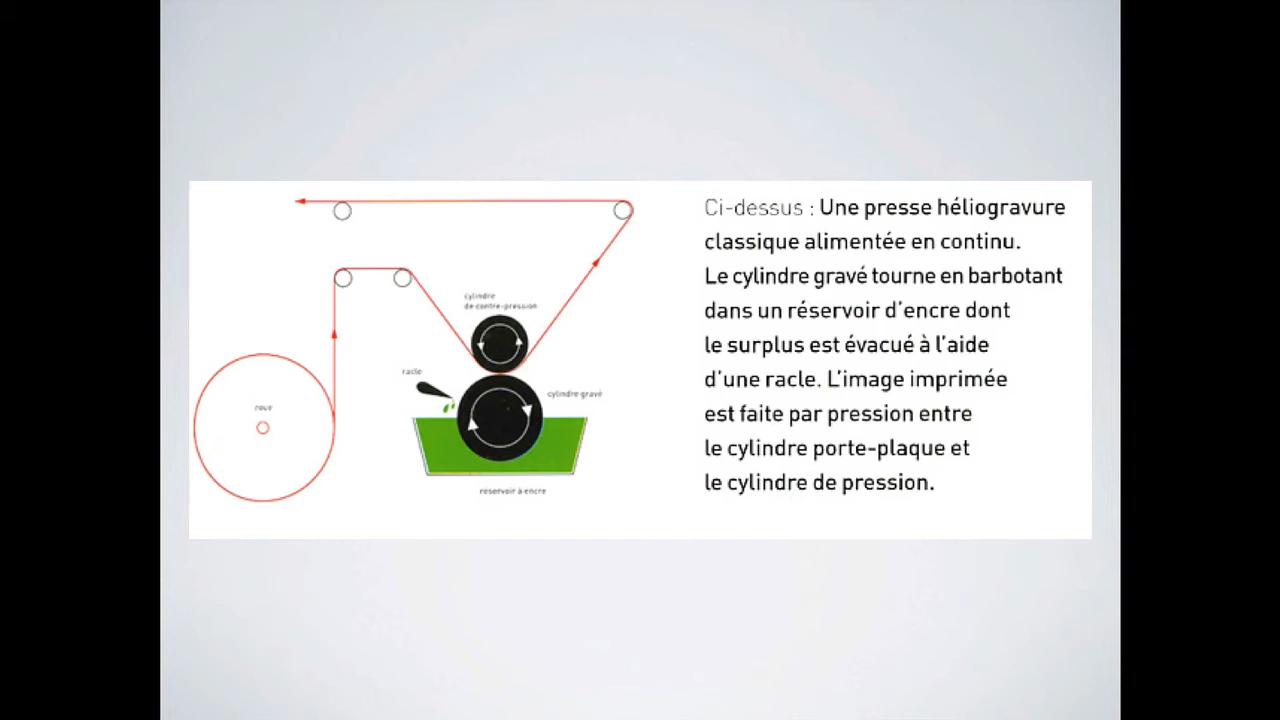 cylindre
de contre-pression
racle
cylindre gravé
roue
réservoir à encre
Ci-dessus : Une presse héliogravure
classique alimentée en continu.
Le cylindre gravé tourne en barbotant
dans un réservoir d'encre dont
le surplus est évacué à l'aide
d'une racle. L'image imprimée
est faite par pression entre
le cylindre porte-plaque et
le cylindre de pression.